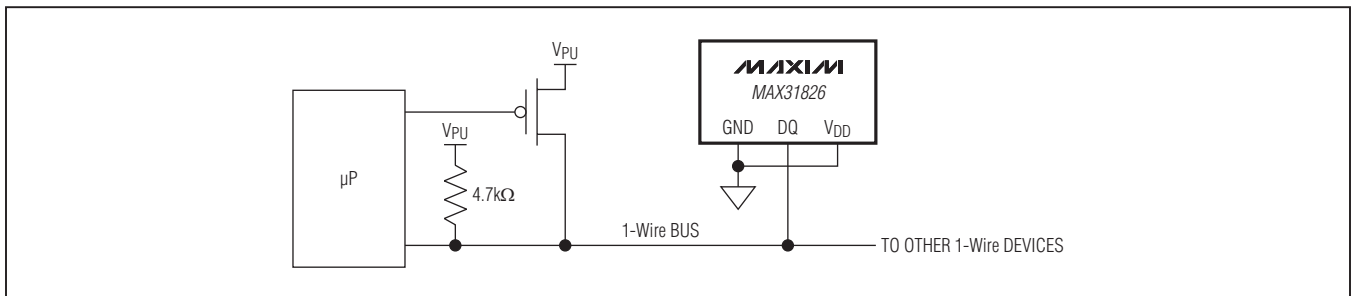 VPU
MAXIM
MAX31826
GND DQ VDD
VPU
µP
4.7kΩ
1-Wire BUS
TO OTHER 1-Wire DEVICES